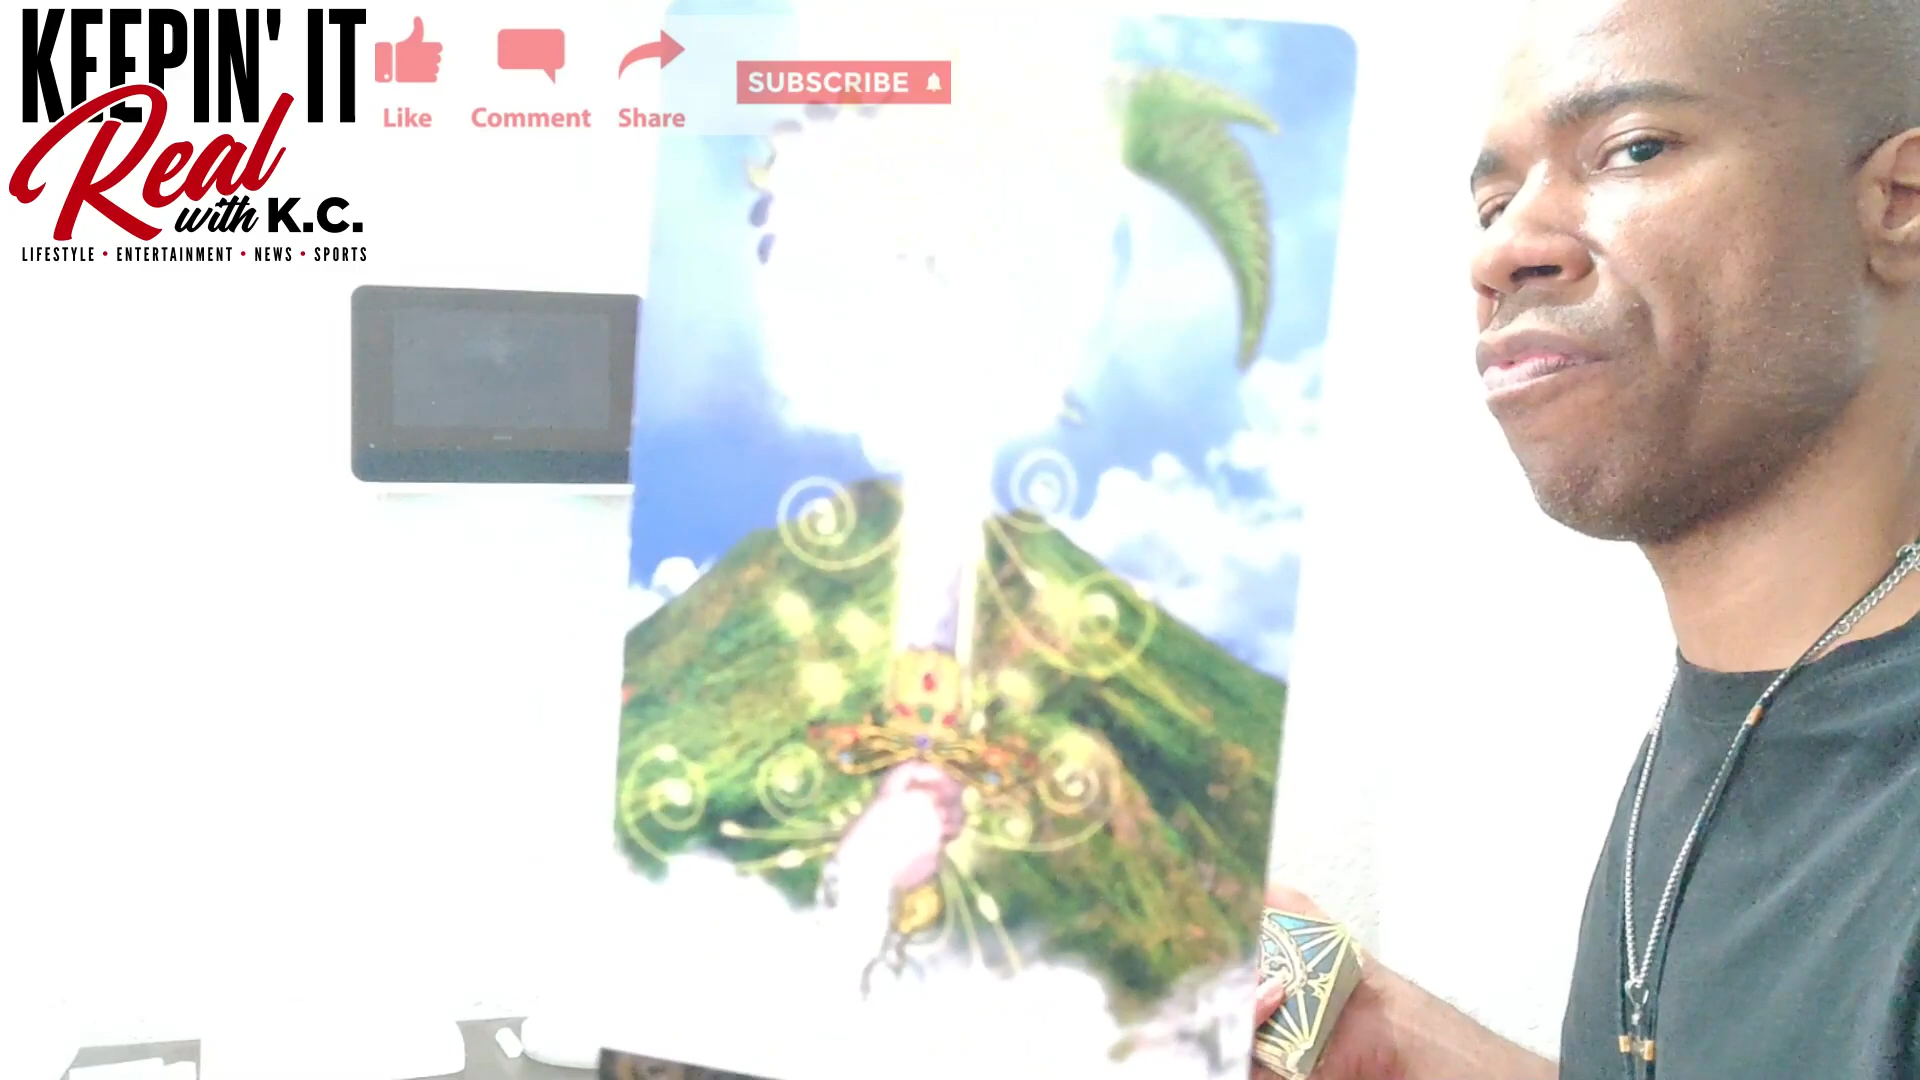 KEEPIN' IT
Real
with K.C.
LIFESTYLE • ENTERTAINMENT • NEWS • SPORTS
Like
Comment
Share
SUBSCRIBE